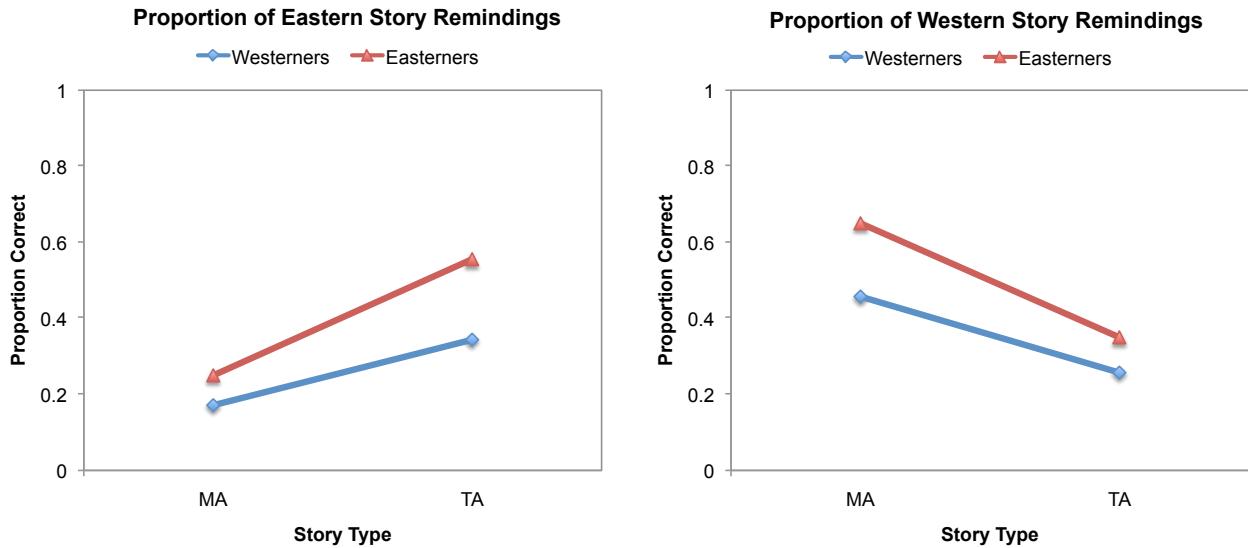 Proportion of Eastern Story Remindings
Westerners Easterners
1
0.8
0.6
0.4
0.2
0
Proportion Correct
MA TA
Story Type
Proportion of Western Story Remindings
Westerners Easterners
1
0.8
0.6
0.4
0.2
0
Proportion Correct
MA TA
Story Type